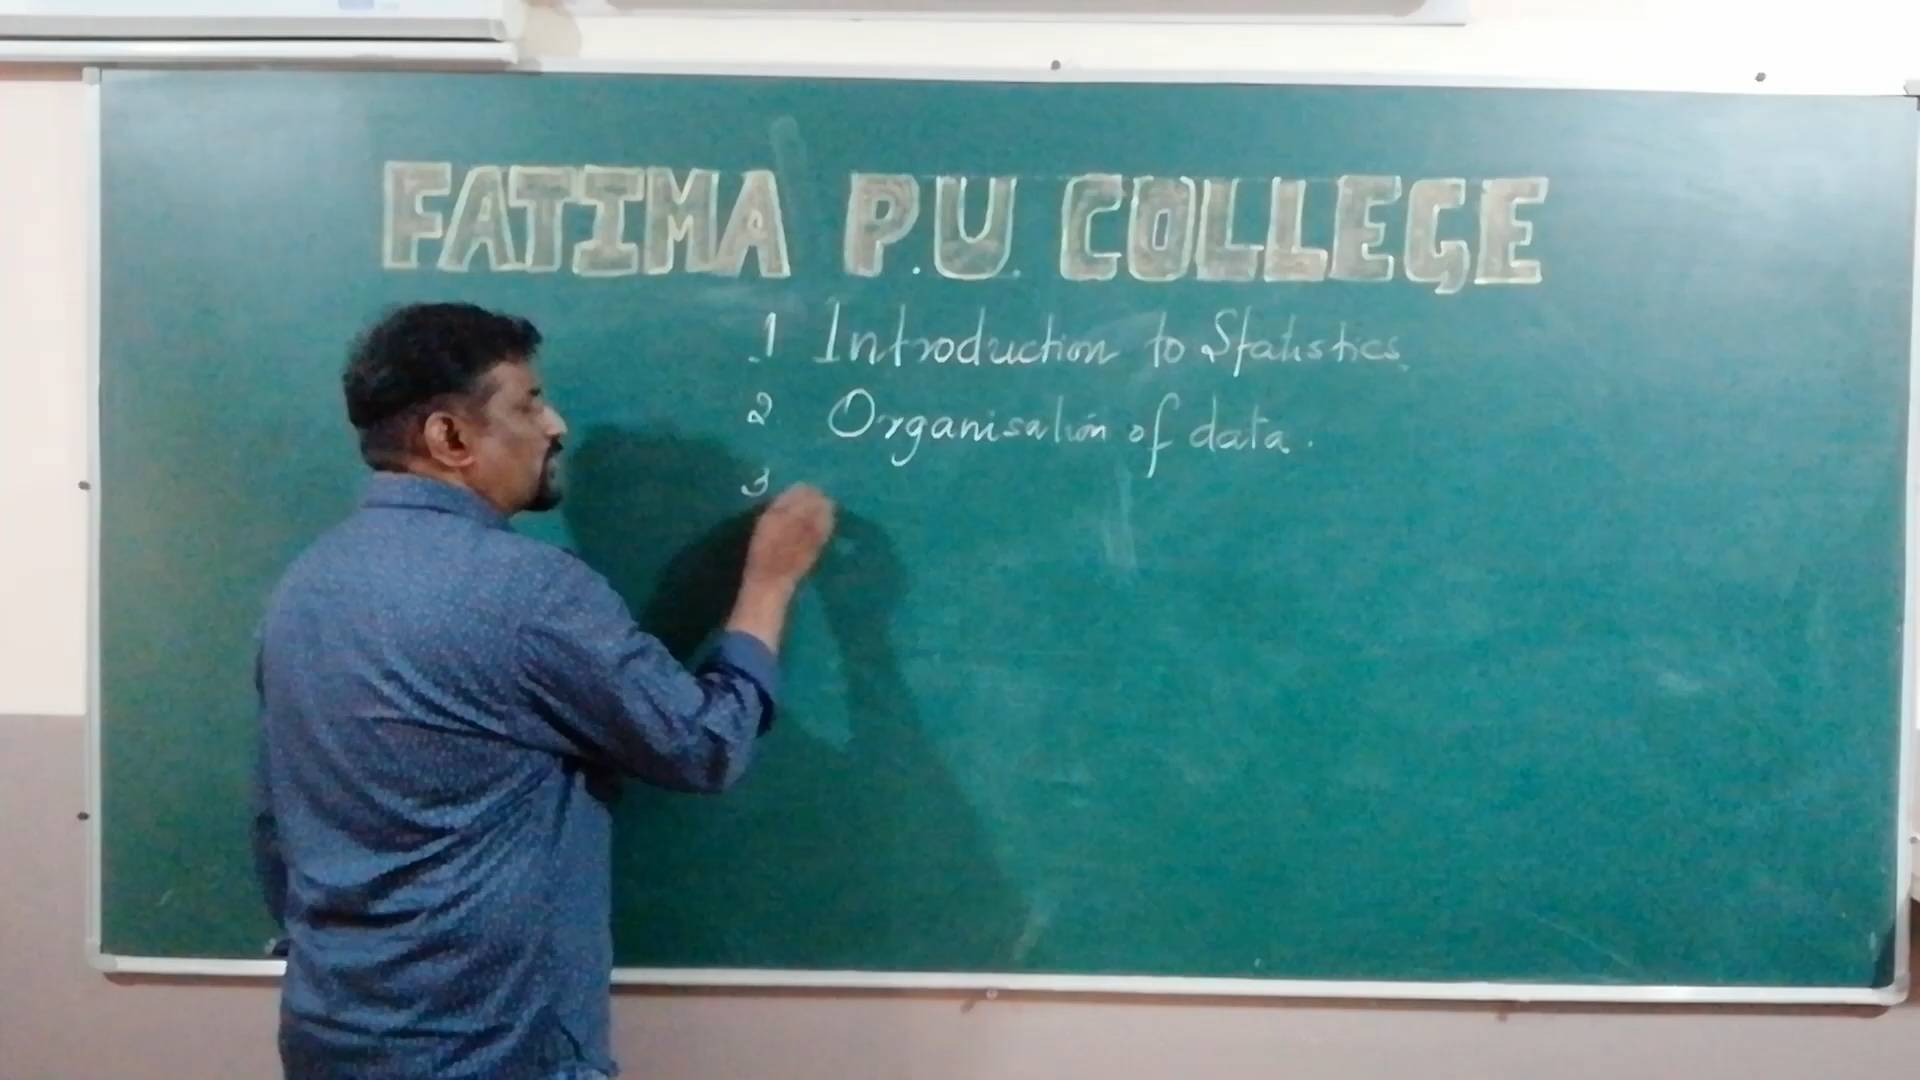 FATIMA P.U. COLLEGE
1 Introduction to Statistics.
2. Organisation of data.
3